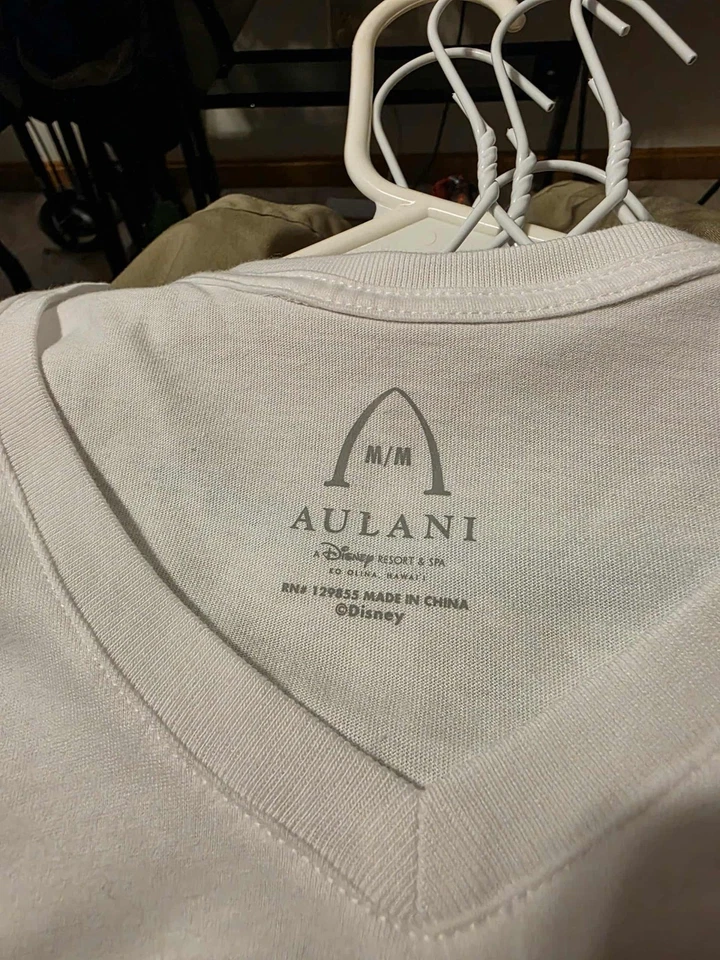 M/M
AULANI
A Disney RESORT & SPA
KO OLINA, HAWAI'I
RN# 129855 MADE IN CHINA
©Disney